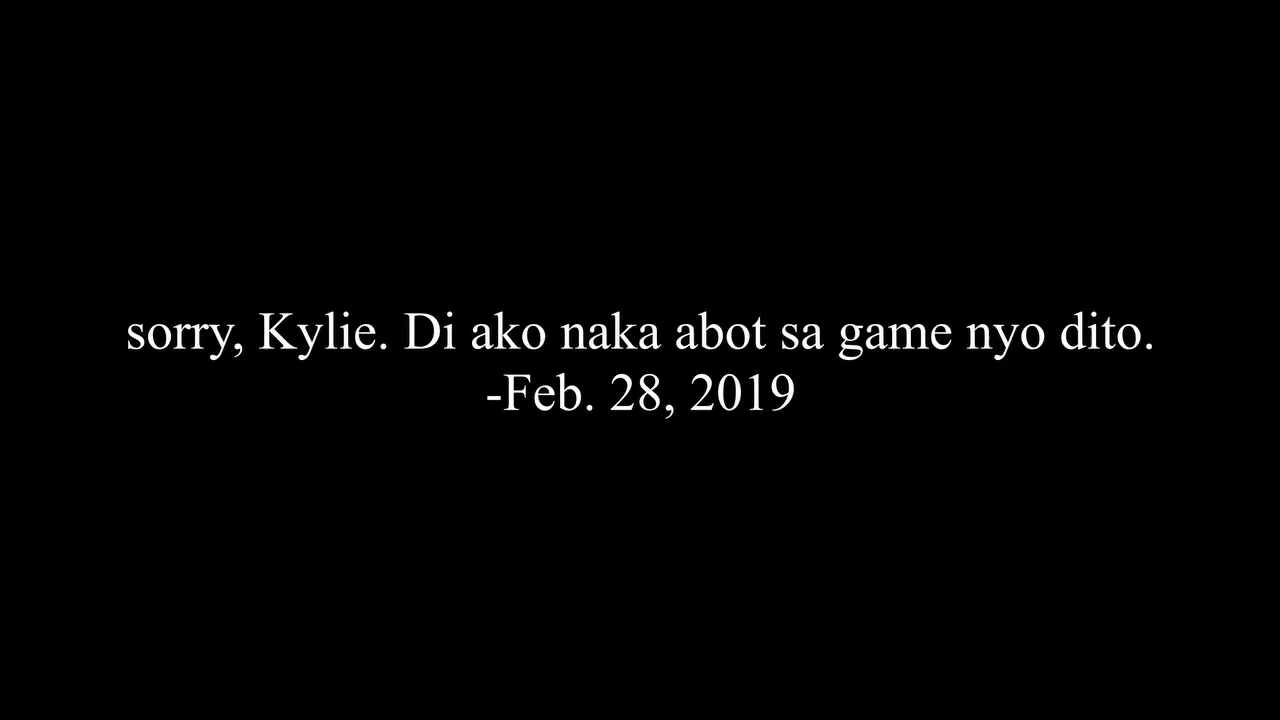 sorry, Kylie. Di ako naka abot sa game nyo dito.
-Feb. 28, 2019